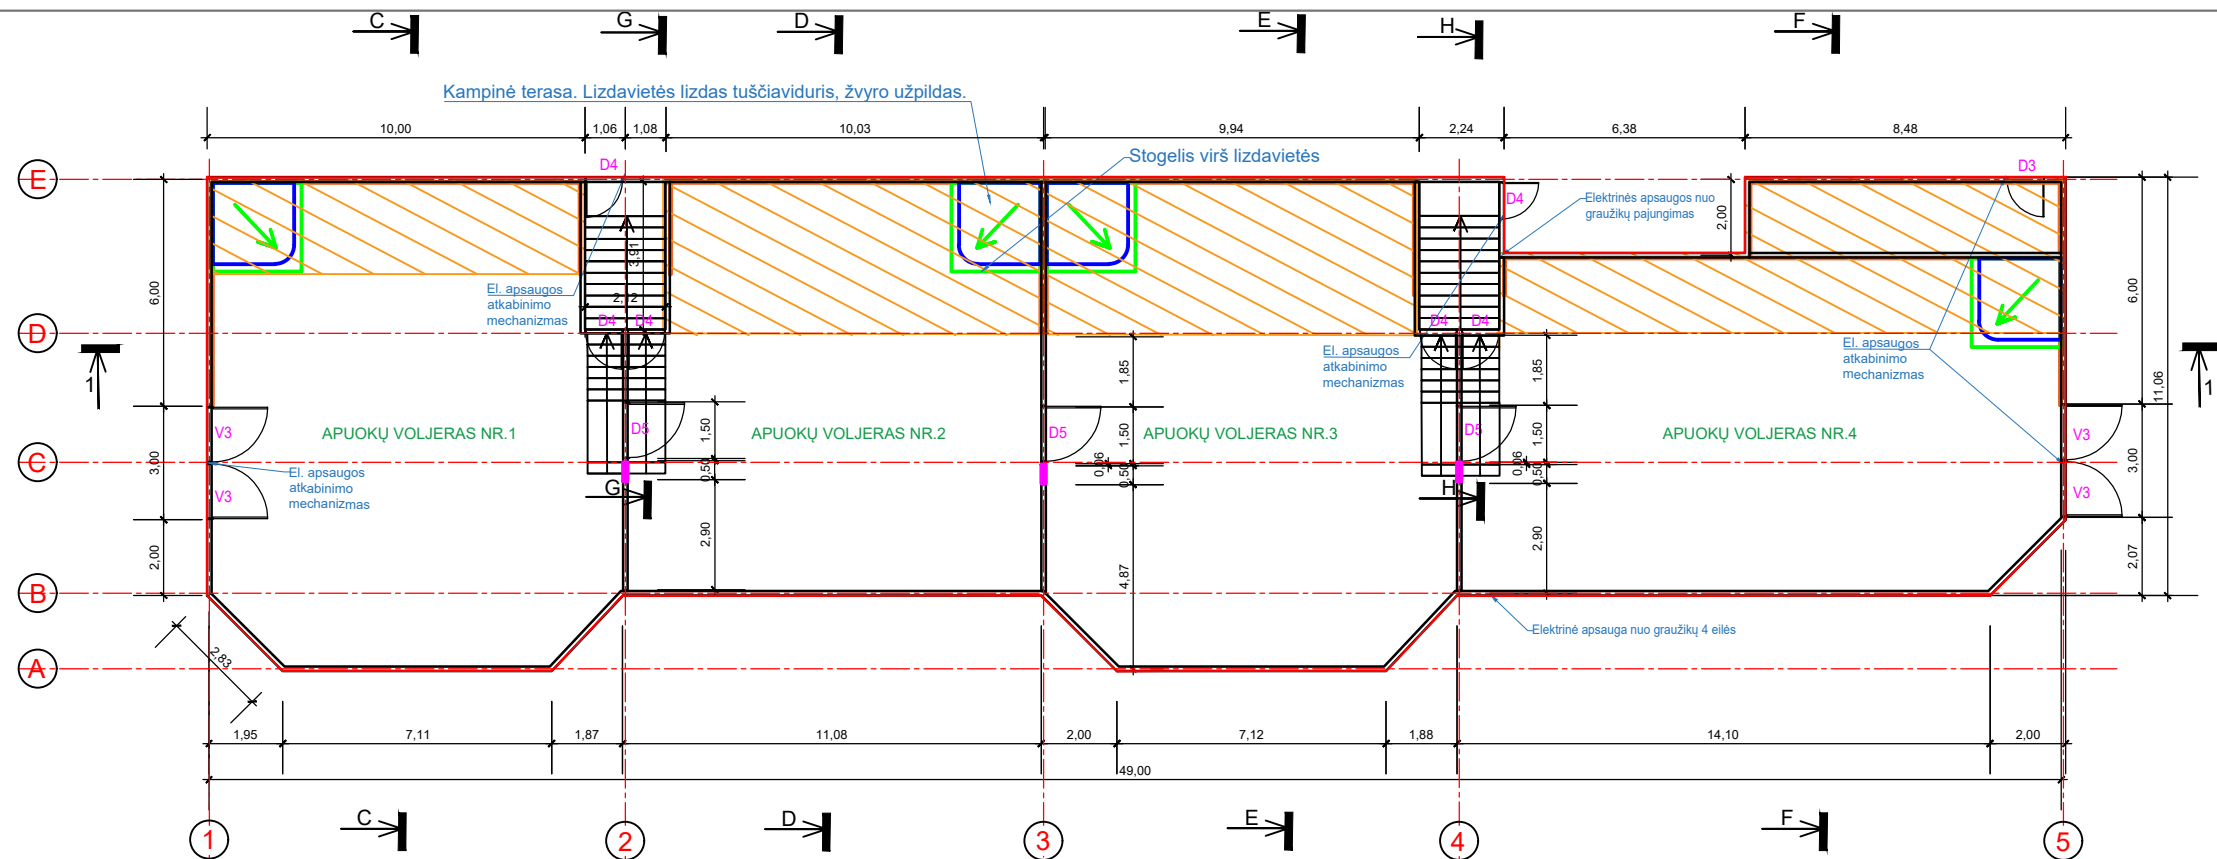 C
G
D
E
H
F
Kampinė terasa. Lizdavietės lizdas tuščiaviduris, žvyro užpildas.
10,00
1,06
1,08
10,03
9,94
2,24
6,38
8,48
Stogelis virš lizdavietės
E
D4
D3
D4
Elektrinės apsaugos nuo
graužikų pajungimas
2,00
3,91
6,00
6,00
El. apsaugos
atkabinimo
mechanizmas
2,12
D
D4
D4
D4
D4
El. apsaugos
atkabinimo
mechanizmas
El. apsaugos
atkabinimo
mechanizmas
1
1
1,85
1,85
11,06
V3
APUOKŲ VOLJERAS NR.1
D5
1,50
APUOKŲ VOLJERAS NR.2
D5
1,50
APUOKŲ VOLJERAS NR.3
D5
1,50
APUOKŲ VOLJERAS NR.4
V3
C
3,00
El. apsaugos
atkabinimo
mechanizmas
0,50
0,06
0,50
0,06
0,50
3,00
V3
G
H
V3
2,00
2,90
4,87
2,90
2,07
B
Elektrinė apsauga nuo graužikų 4 eilės
2,83
A
1,95
7,11
1,87
11,08
2,00
7,12
1,88
14,10
2,00
49,00
C
D
E
F
1
2
3
4
5